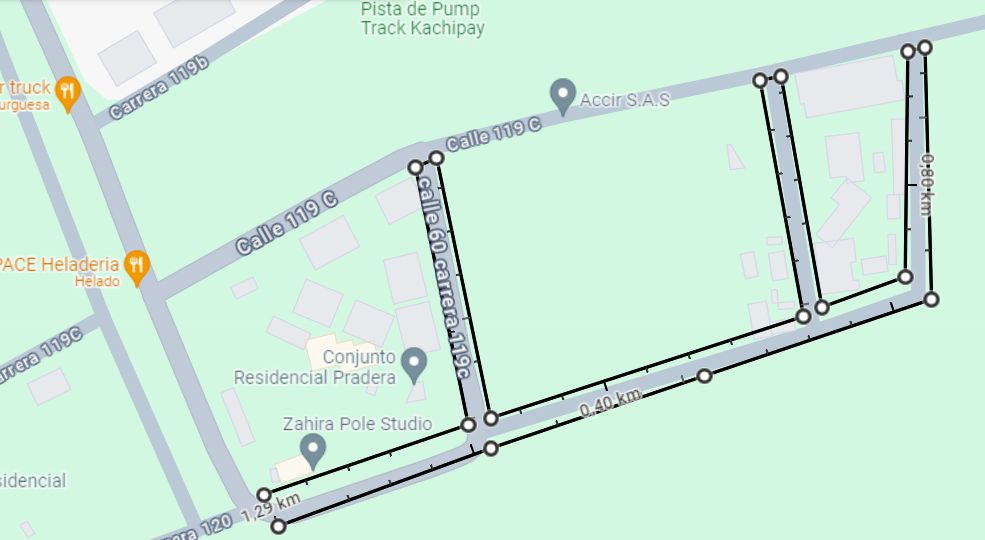 Pista de Pump
Track Kachipay
r truck
urguesa
Carrera 119b
Accir S.A.S
Calle 119 C
Calle 119 C
0,80 km
Calle 60 carrera 119c
PACE Heladeria
Helado
arrera 119C
Conjunto
Residencial Pradera
0,40 km
Zahira Pole Studio
sidencial
1,29 km
era 120